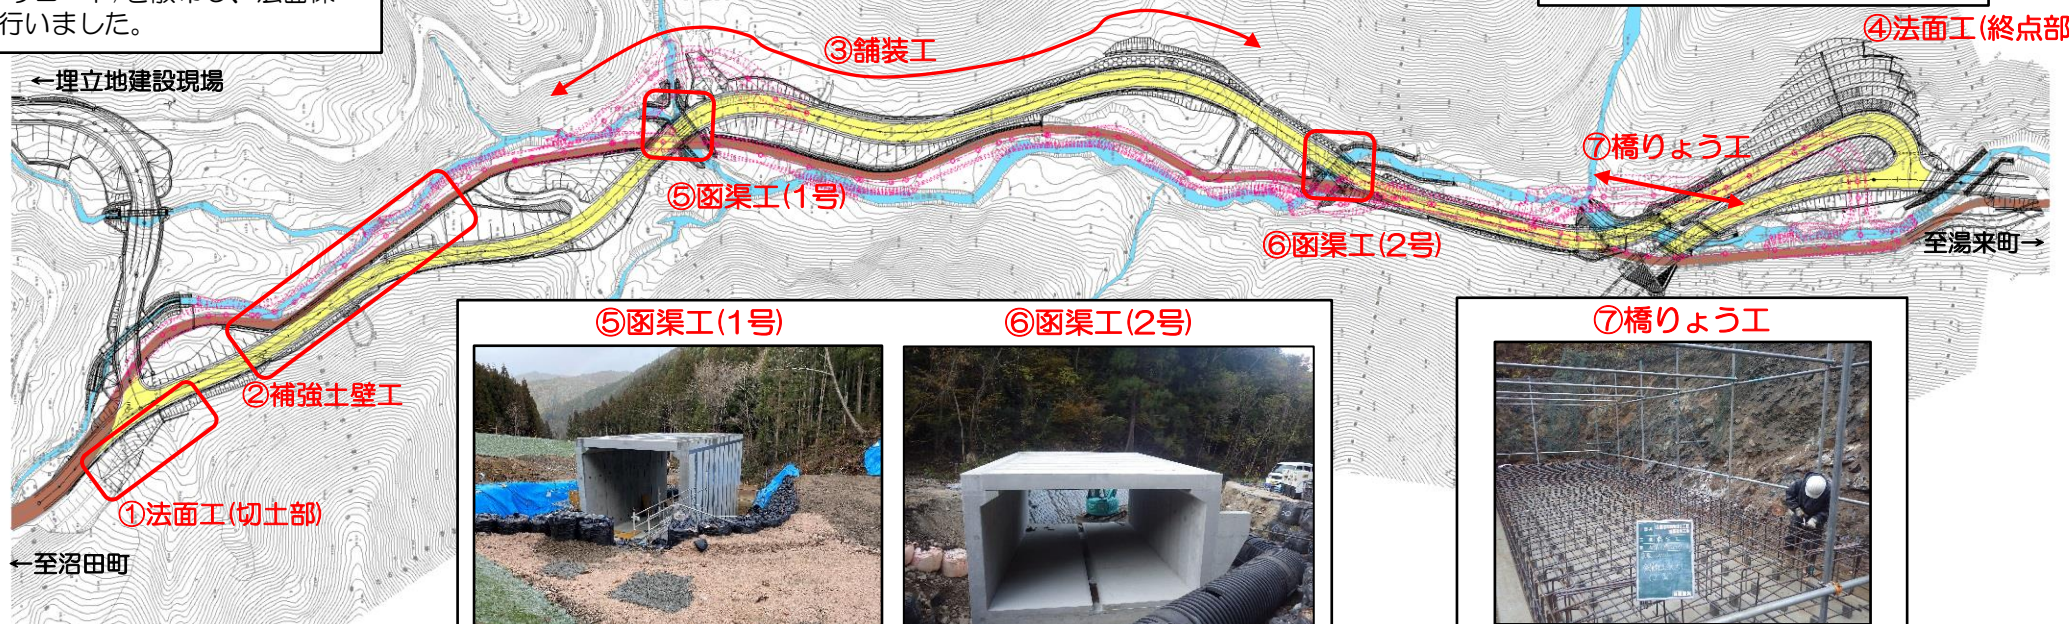 行いました。
④法面工(終点部
③舗装工
←埋立地建設現場
⑦橋りょう工
⑤函渠工(1号)
⑥函渠工(2号)
至湯来町→
②補強土壁工
①法面工(切土部)
←至沼田町
⑤函渠工(1号)
⑥函渠工(2号)
⑦橋りょう工